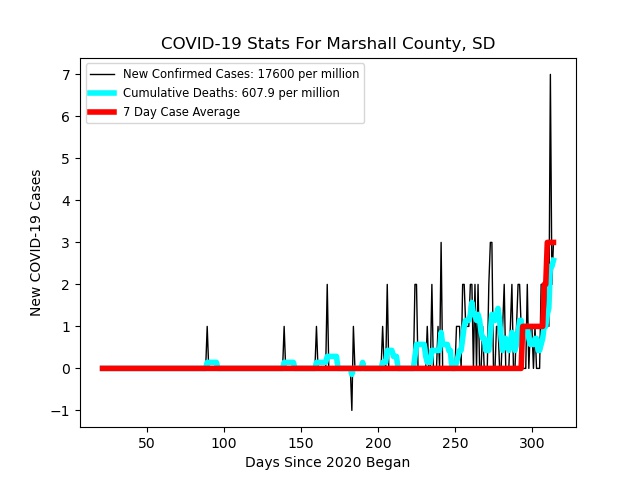 COVID-19 Stats For Marshall County, SD
New Confirmed Cases: 17600 per million
Cumulative Deaths: 607.9 per million
7 Day Case Average
New COVID-19 Cases
7
6
5
4
3
2
1
0
−1
50 100 150 200 250 300
Days Since 2020 Began